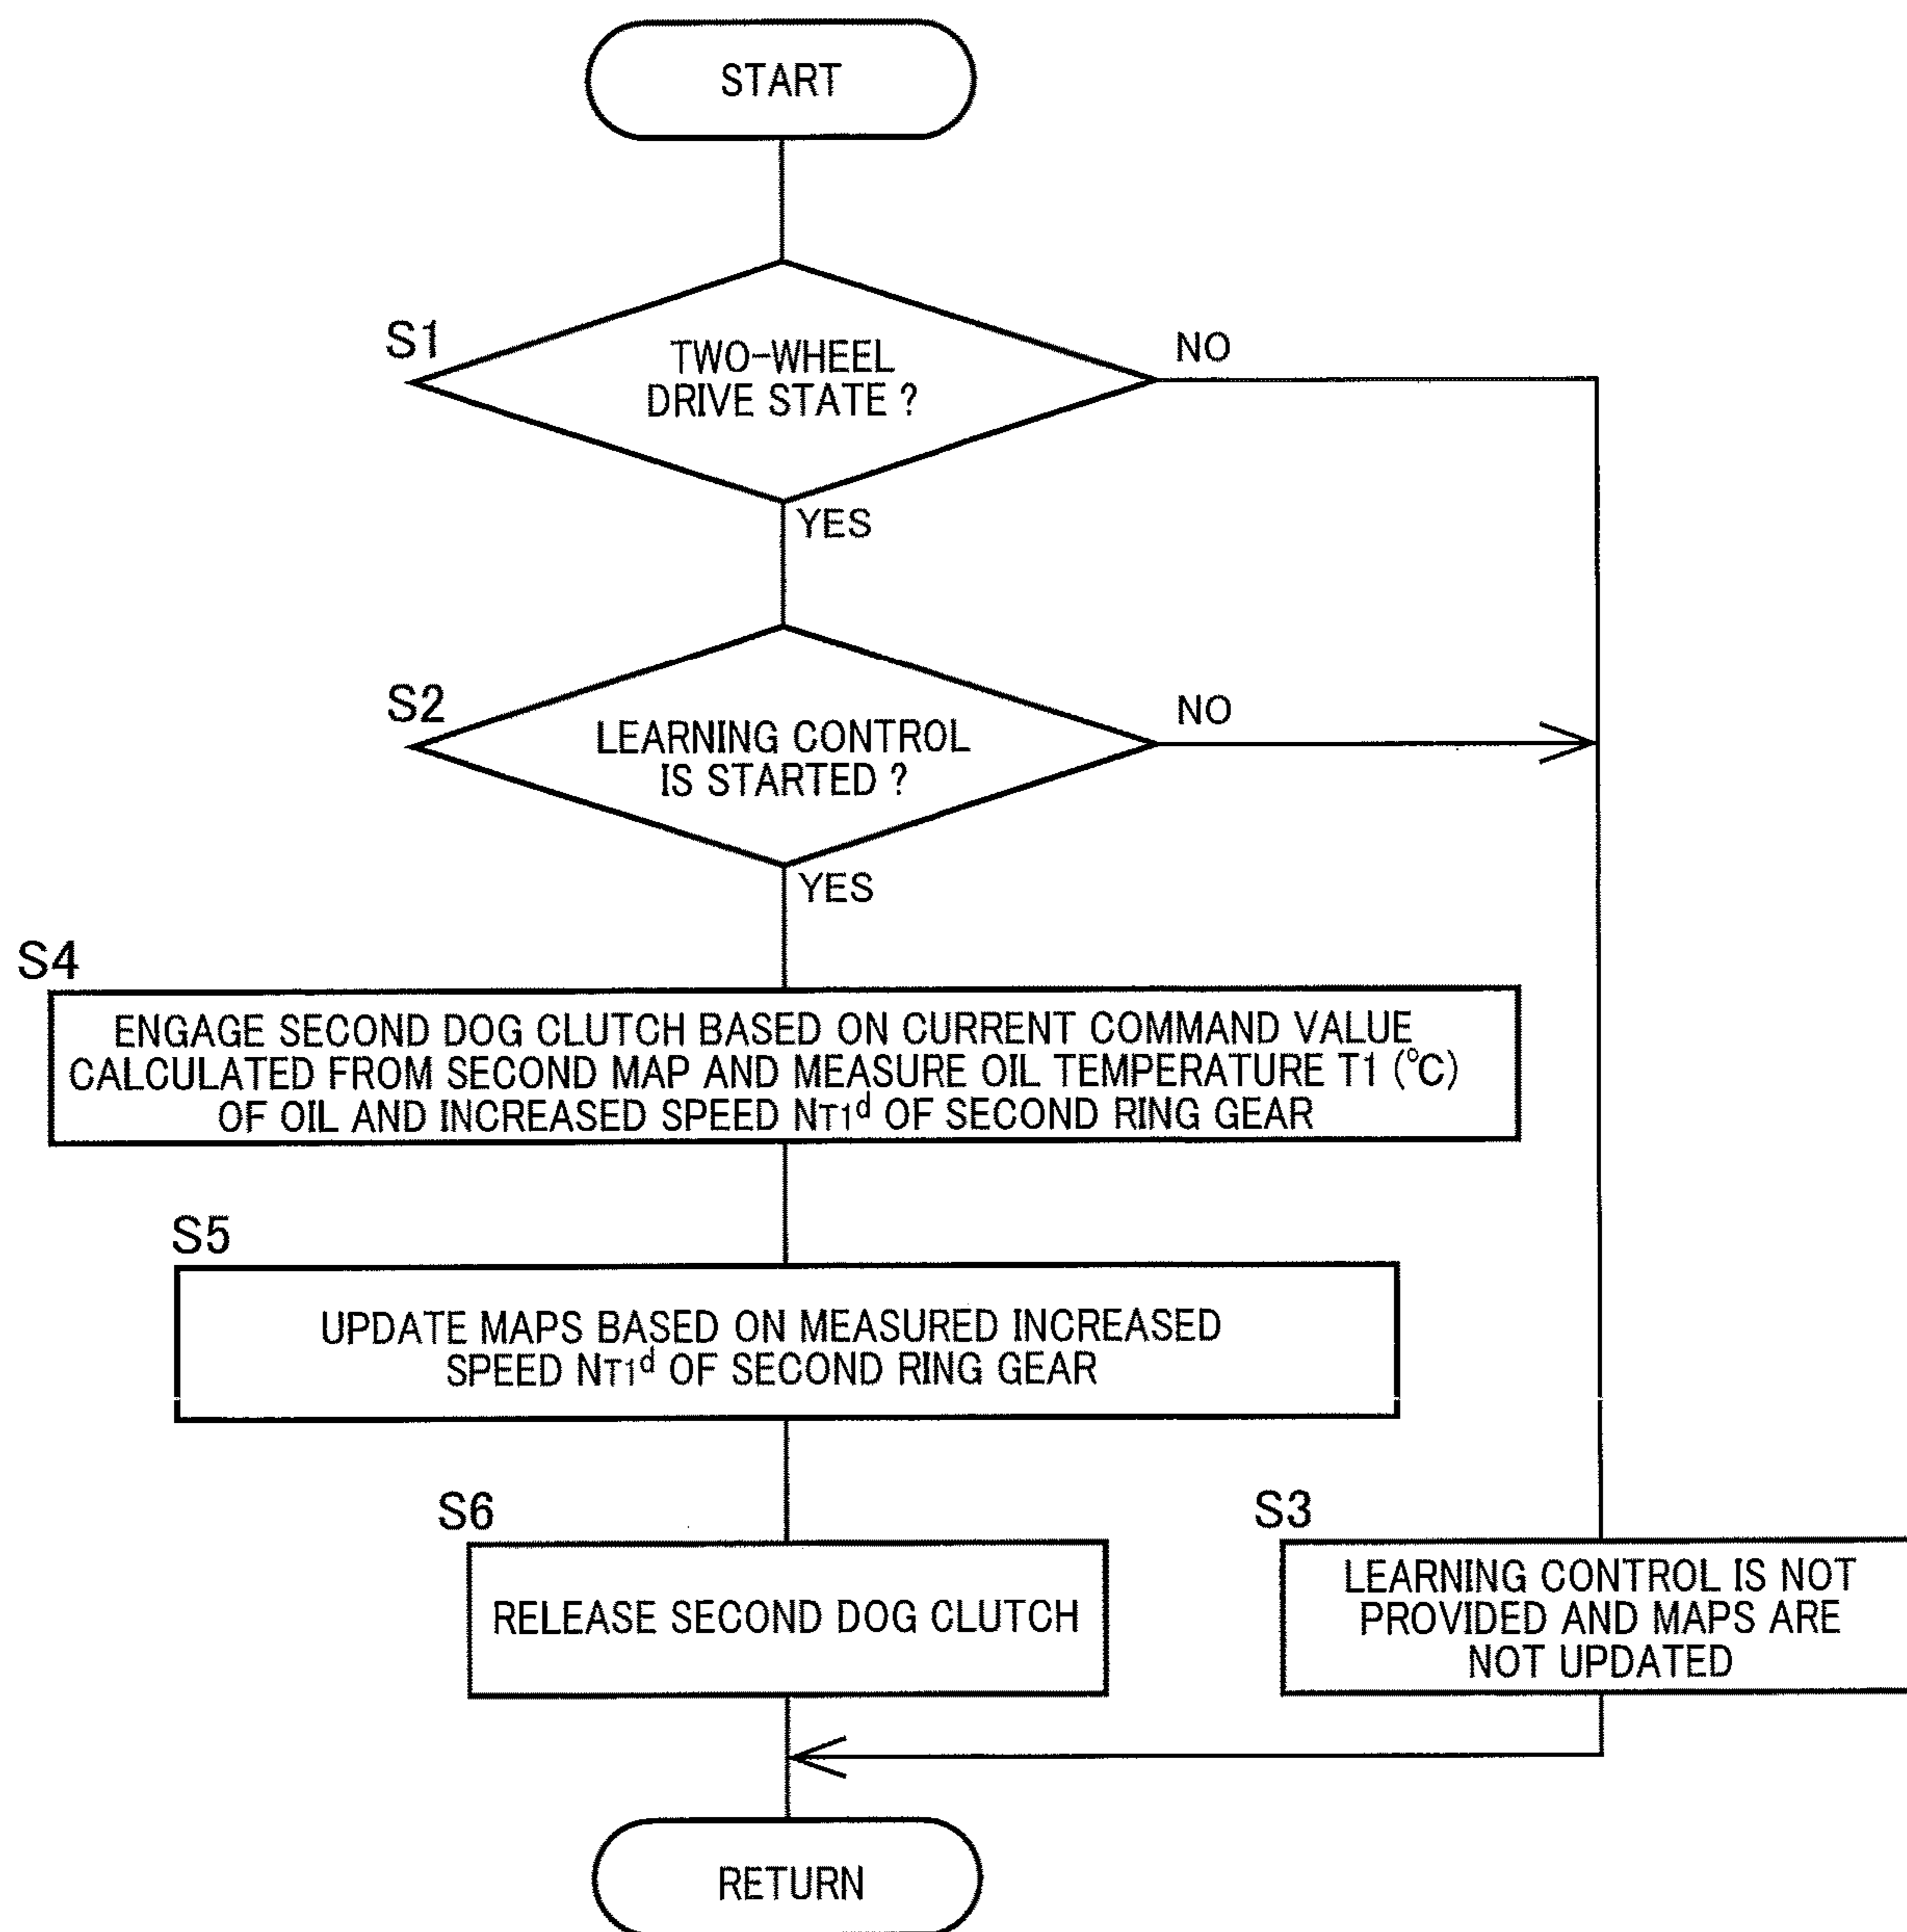 START
S1
TWO-WHEEL
DRIVE STATE ?
NO
YES
S2
LEARNING CONTROL
IS STARTED ?
NO
YES
S4
ENGAGE SECOND DOG CLUTCH BASED ON CURRENT COMMAND VALUE
CALCULATED FROM SECOND MAP AND MEASURE OIL TEMPERATURE T1 (°C)
OF OIL AND INCREASED SPEED NT1d OF SECOND RING GEAR
S5
UPDATE MAPS BASED ON MEASURED INCREASED
SPEED NT1d OF SECOND RING GEAR
S6
RELEASE SECOND DOG CLUTCH
S3
LEARNING CONTROL IS NOT
PROVIDED AND MAPS ARE
NOT UPDATED
RETURN